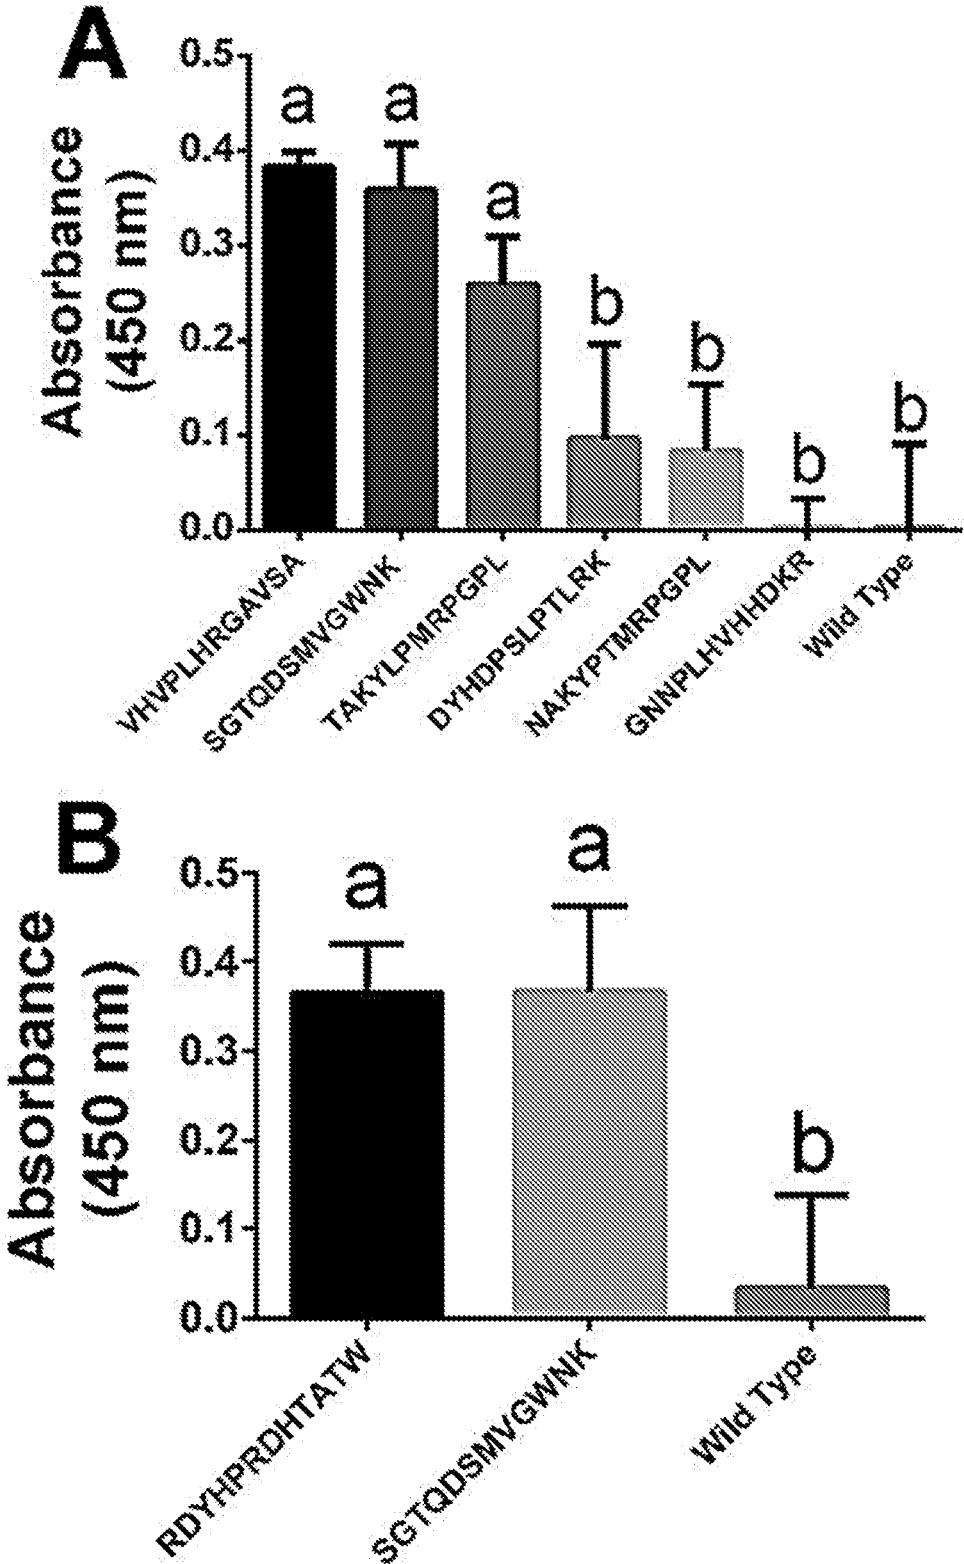 A
Absorbance
(450 nm)
0.5
0.4
0.3
0.2
0.1
0.0
a
a
a
b
b
b
b
VHVPLHRGAVSA
SGTQDSMVGWNK
TAKYLPMRPGPL
DYHDPSLPTLRK
NAKYPTMRPGPL
GNNPLHVHHDKR
Wild Type
B
Absorbance
(450 nm)
0.5
0.4
0.3
0.2
0.1
0.0
a
a
b
RDYHPRDHTATW
SGTQDSMVGWNK
Wild Type